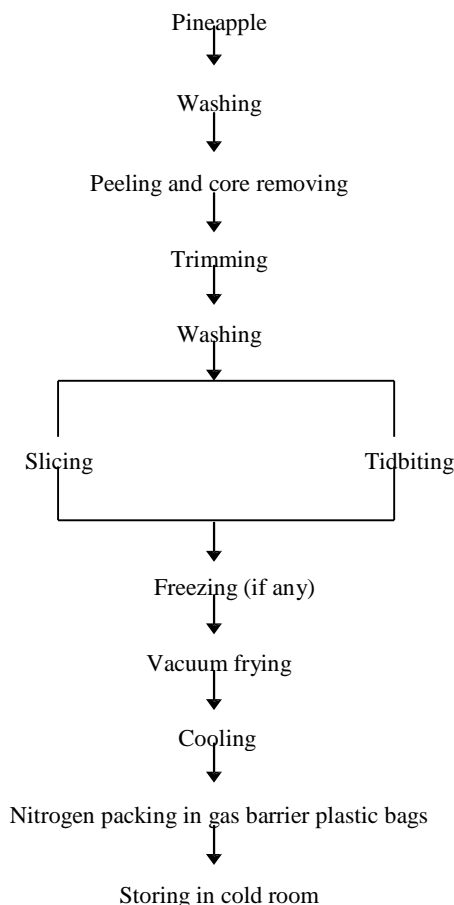 Pineapple
Washing
Peeling and core removing
Trimming
Washing
Slicing
Tidbiting
Freezing (if any)
Vacuum frying
Cooling
Nitrogen packing in gas barrier plastic bags
Storing in cold room